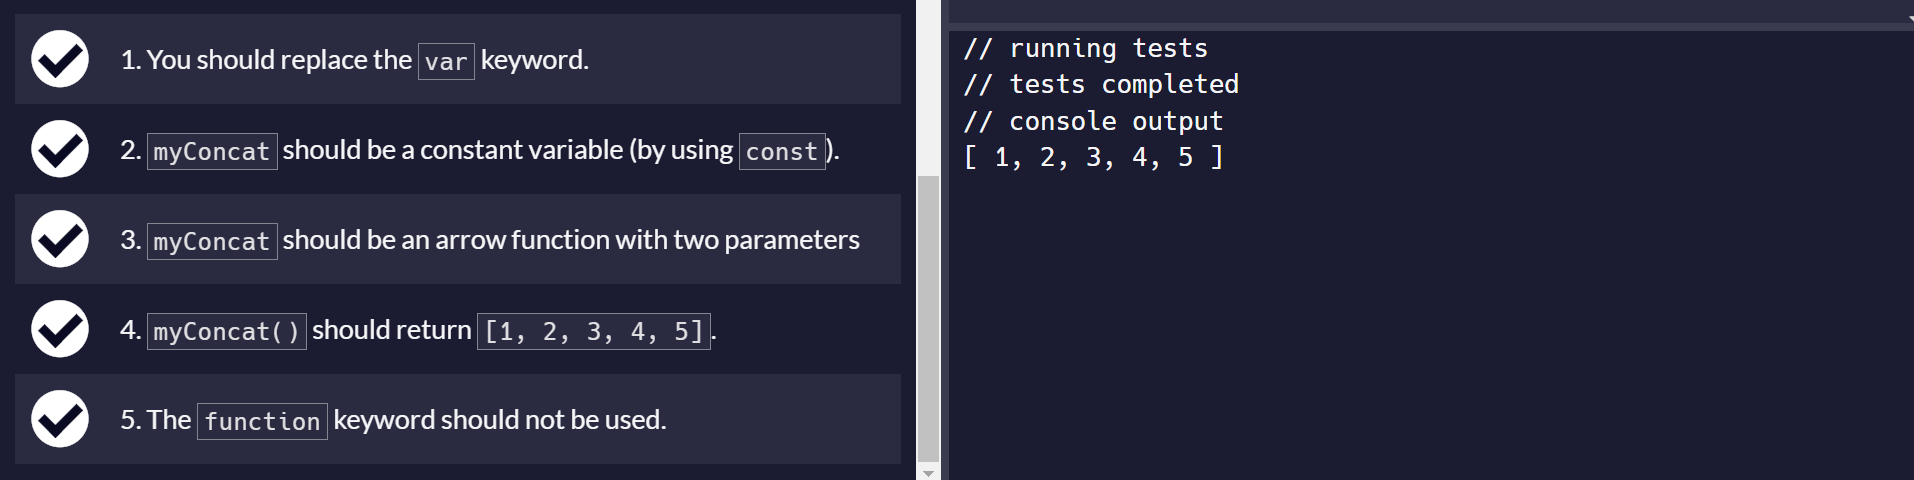 1. You should replace the var keyword.
2. myConcat should be a constant variable (by using const).
3. myConcat should be an arrow function with two parameters
4. myConcat() should return [1, 2, 3, 4, 5].
5. The function keyword should not be used.
// running tests
// tests completed
// console output
[ 1, 2, 3, 4, 5 ]